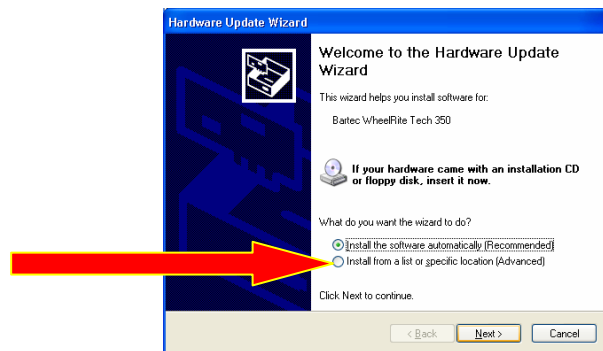 Hardware Update Wizard
Welcome to the Hardware Update
Wizard
This wizard helps you install software for:
Bartec WheelRite Tech 350
If your hardware came with an installation CD
or floppy disk, insert it now.
What do you want the wizard to do?
Install the software automatically (Recommended)
Install from a list or specific location (Advanced)
Click Next to continue.
< Back Next > Cancel